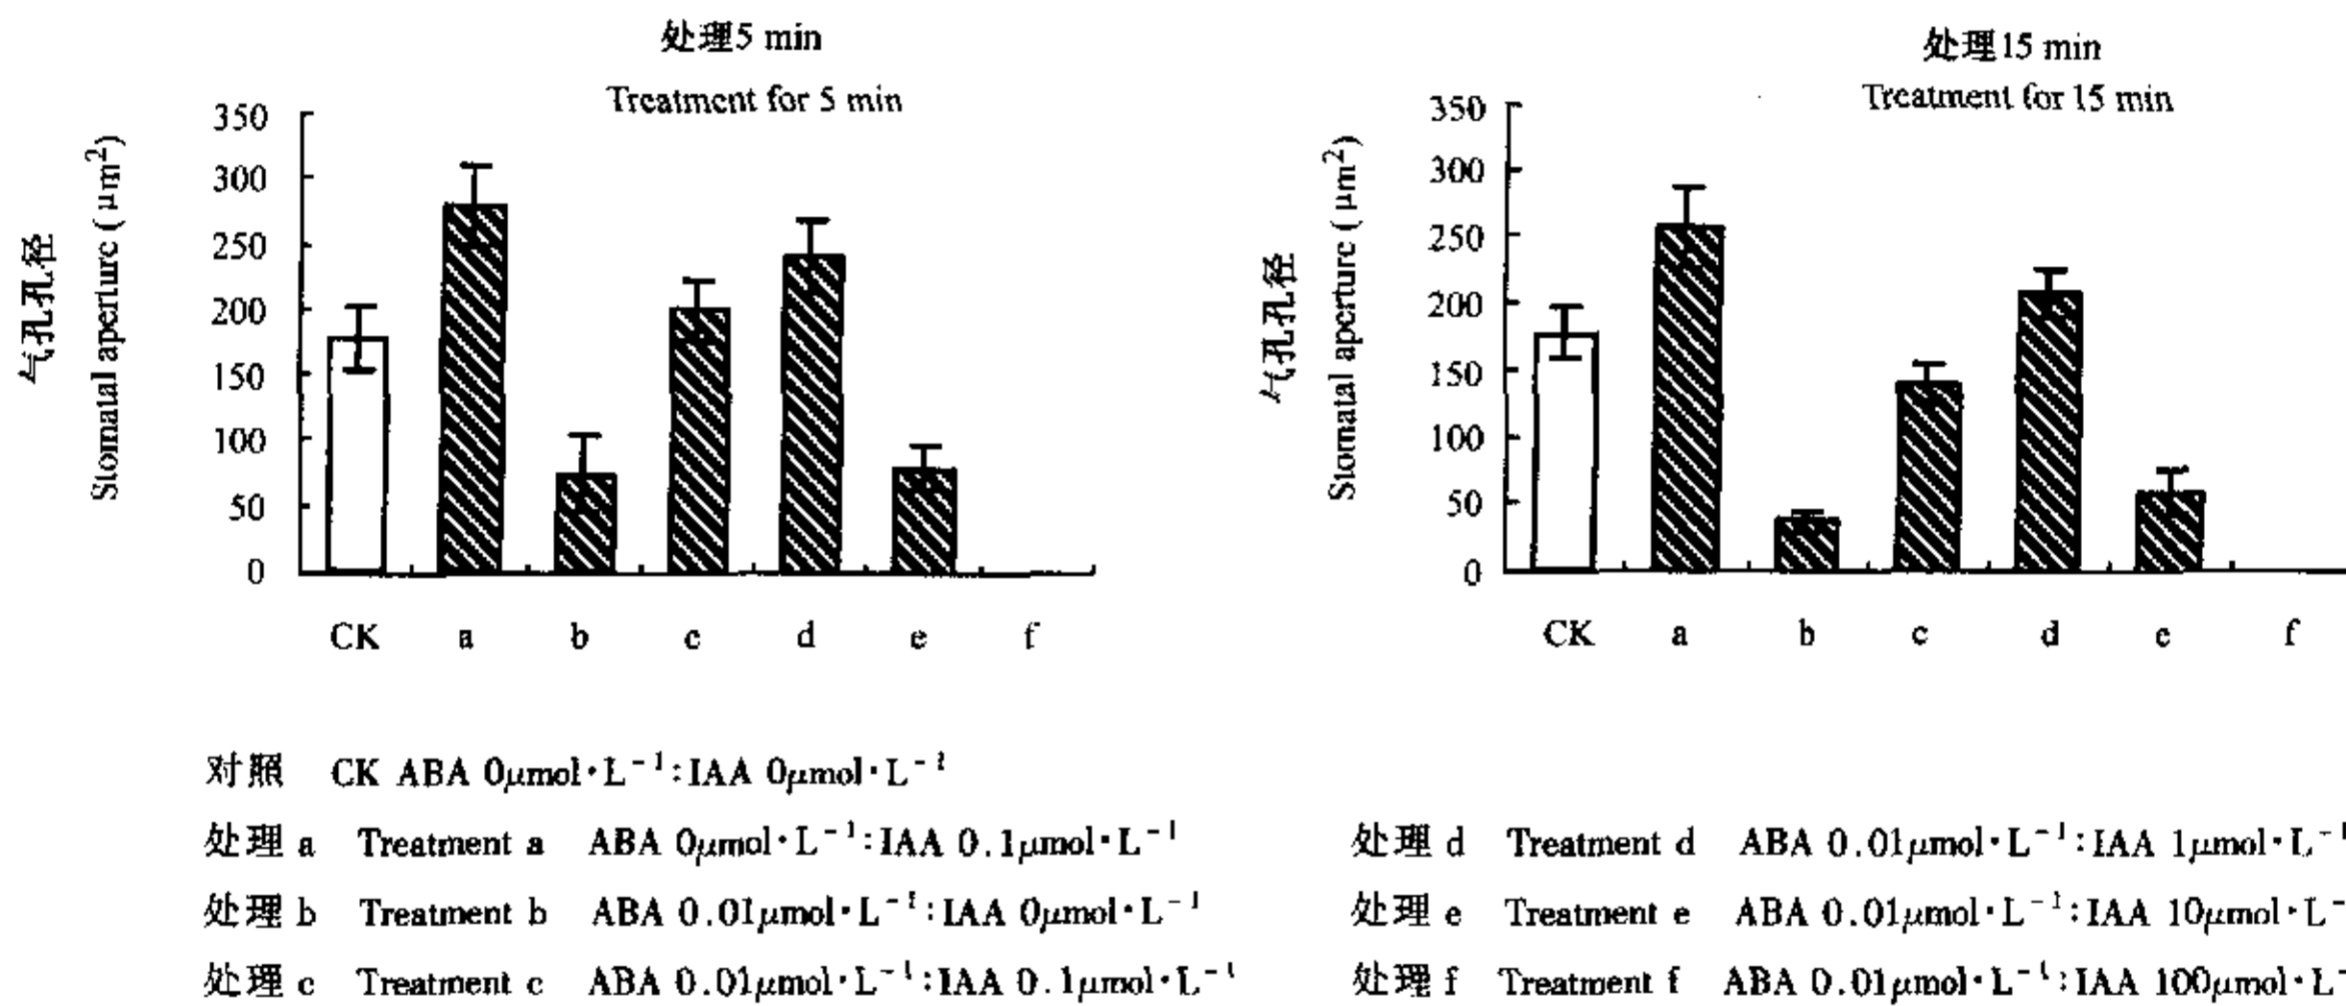 处理5 min
Treatment for 5 min
350
300
250
200
150
100
50
0
气孔孔径
Stomatal aperture (μm²)
CK a b c d e f
处理15 min
Treatment for 15 min
350
300
250
200
150
100
50
0
气孔孔径
Stomatal aperture (μm²)
CK a b c d e f
对照 CK ABA 0μmol·L⁻¹:IAA 0μmol·L⁻¹
处理 a Treatment a ABA 0μmol·L⁻¹:IAA 0.1μmol·L⁻¹
处理 b Treatment b ABA 0.01μmol·L⁻¹:IAA 0μmol·L⁻¹
处理 c Treatment c ABA 0.01μmol·L⁻¹:IAA 0.1μmol·L⁻¹
处理 d Treatment d ABA 0.01μmol·L⁻¹:IAA 1μmol·L⁻¹
处理 e Treatment e ABA 0.01μmol·L⁻¹:IAA 10μmol·L⁻
处理 f Treatment f ABA 0.01μmol·L⁻¹:IAA 100μmol·L⁻